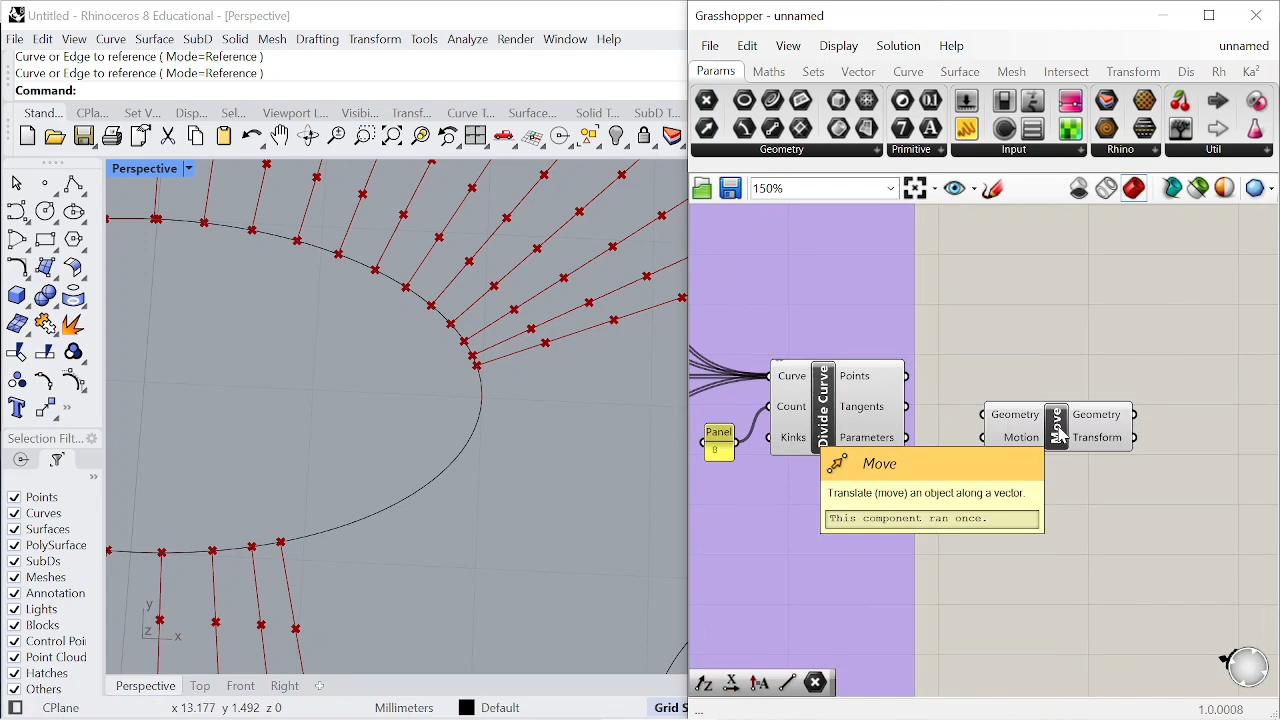 Untitled - Rhinoceros 8 Educational - [Perspective]
File Edit View Curve Surface SubD Solid Mesh Drafting Transform Tools Analyze Render Window Help
Curve or Edge to reference ( Mode=Reference )
Curve or Edge to reference ( Mode=Reference )
Command:
Stand... CPlan Set V... Displa Sel... Viewport l... Visibil Transf... Curve T... Surfac Solid T... SubD T...
Perspective
Selection Filt...
Points
Curves
Surfaces
PolySurface
SubDs
Meshes
Annotation
Lights
Blocks
Control Poi
Point Cloud
Hatches
Others
y
z x
Perspective Top Front Right
CPlane x 13.177 y 1.492 z 0 Millimeters Default Grid S
Grasshopper - unnamed
File Edit View Display Solution Help unnamed
Params Maths Sets Vector Curve Surface Mesh Intersect Transform Dis Rh Ka²
Geometry Primitive Input Rhino Util
150%
Curve Points
Count Tangents
Kinks Parameters
Divide Curve
Panel
8
Geometry Geometry
Motion Transform
Move
Move
Translate (move) an object along a vector.
This component ran once.
... 1.0.0008